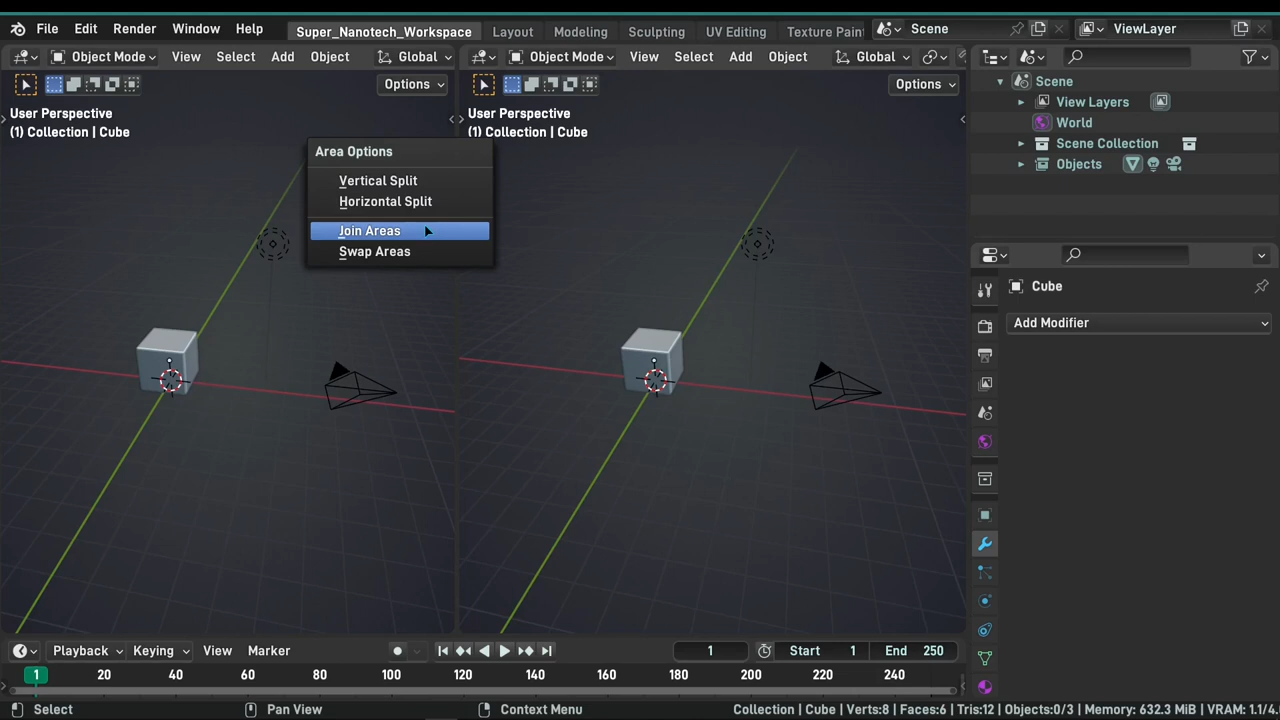 File Edit Render Window Help Super_Nanotech_Workspace Layout Modeling Sculpting UV Editing Texture Pain Scene ViewLayer
Object Mode View Select Add Object Global Object Mode View Select Add Object Global
Options Options
User Perspective
(1) Collection | Cube
User Perspective
(1) Collection | Cube
Area Options
Vertical Split
Horizontal Split
Join Areas
Swap Areas
Scene
View Layers
World
Scene Collection
Objects
Cube
Add Modifier
Playback Keying View Marker 1 Start 1 End 250
1 20 40 60 80 100 120 140 160 180 200 220 240
Select Pan View Context Menu Collection | Cube | Verts:8 | Faces:6 | Tris:12 | Objects:0/3 | Memory: 632.3 MiB | VRAM: 1.1/4.